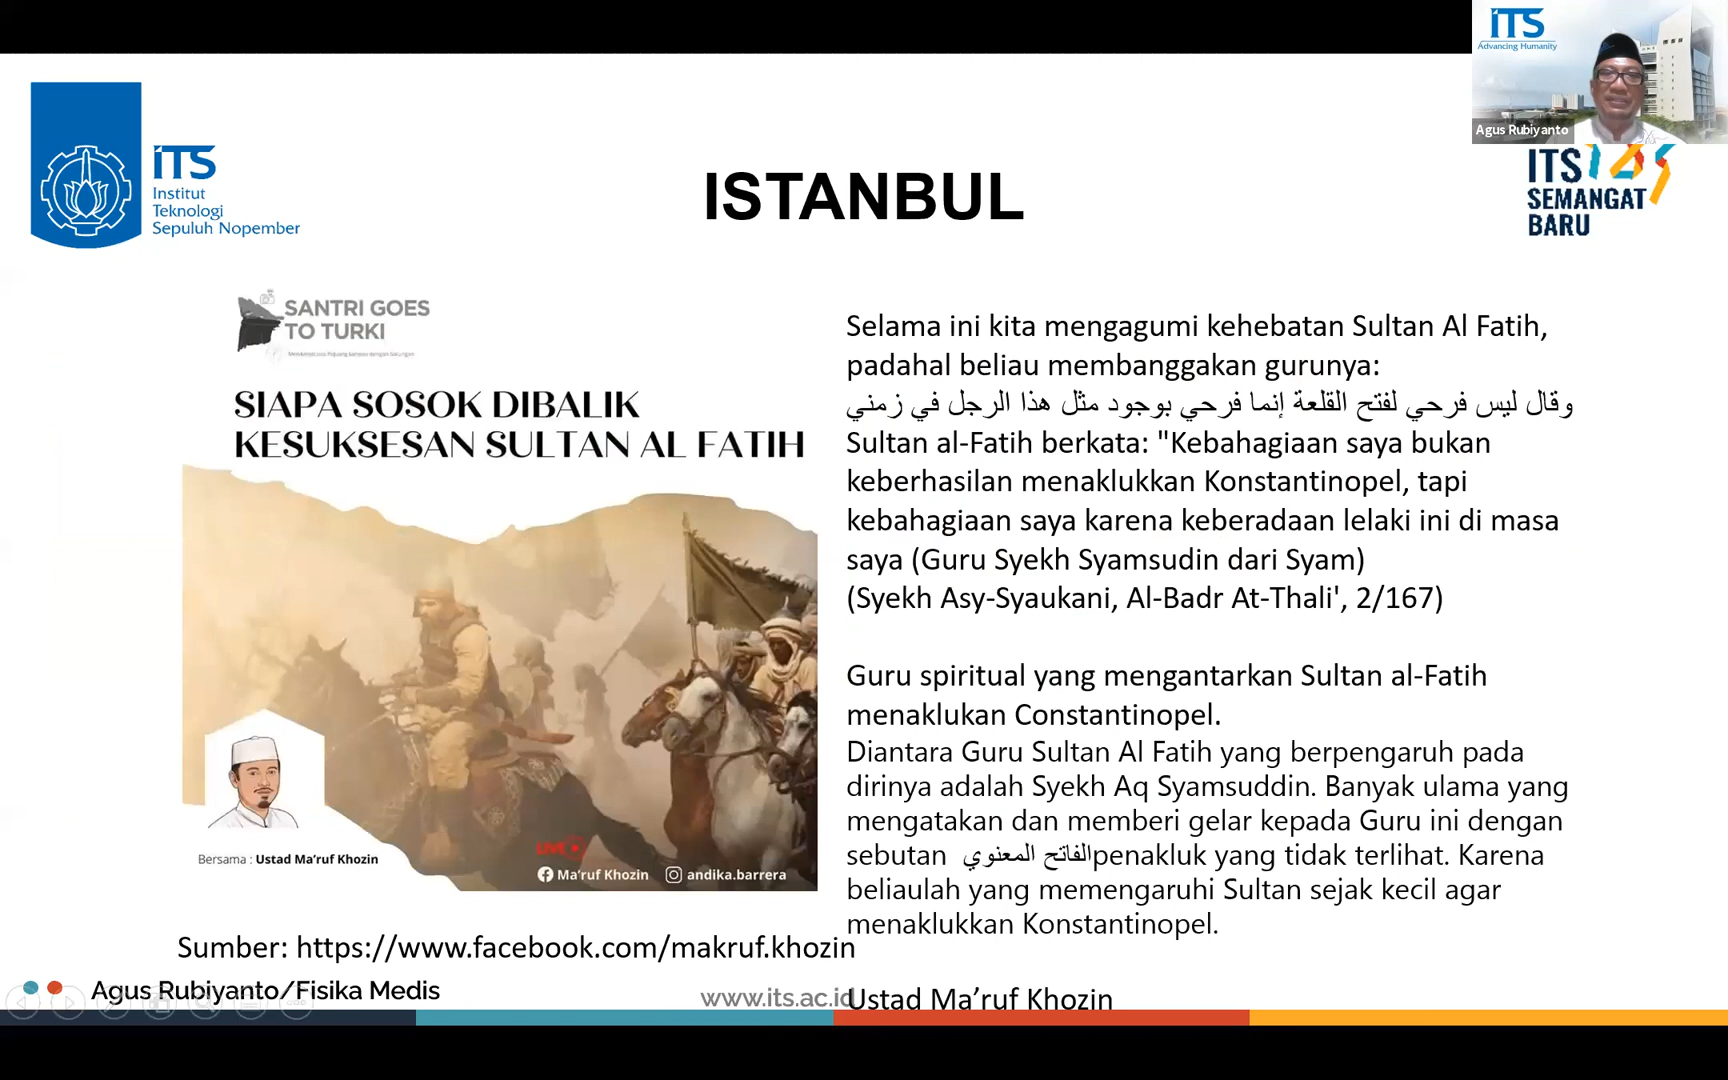 ITS
Advancing Humanity
Agus Rubiyanto
ITS
Institut
Teknologi
Sepuluh Nopember
ISTANBUL
ITS
SEMANGAT
BARU
SANTRI GOES
TO TURKI
SIAPA SOSOK DIBALIK
KESUKSESAN SULTAN AL FATIH
Bersama : Ustad Ma'ruf Khozin
LIVE
Ma'ruf Khozin andika.barrera
Sumber: https://www.facebook.com/makruf.khozin
Selama ini kita mengagumi kehebatan Sultan Al Fatih,
padahal beliau membanggakan gurunya:
وقال ليس فرحي لفتح القلعة إنما فرحي بوجود مثل هذا الرجل في زمني
Sultan al-Fatih berkata: "Kebahagiaan saya bukan
keberhasilan menaklukkan Konstantinopel, tapi
kebahagiaan saya karena keberadaan lelaki ini di masa
saya (Guru Syekh Syamsudin dari Syam)
(Syekh Asy-Syaukani, Al-Badr At-Thali', 2/167)
Guru spiritual yang mengantarkan Sultan al-Fatih
menaklukan Constantinopel.
Diantara Guru Sultan Al Fatih yang berpengaruh pada
dirinya adalah Syekh Aq Syamsuddin. Banyak ulama yang
mengatakan dan memberi gelar kepada Guru ini dengan
sebutan الفاتح المعنوي penakluk yang tidak terlihat. Karena
beliaulah yang memengaruhi Sultan sejak kecil agar
menaklukkan Konstantinopel.
Ustad Ma’ruf Khozin
Agus Rubiyanto/Fisika Medis
www.its.ac.id